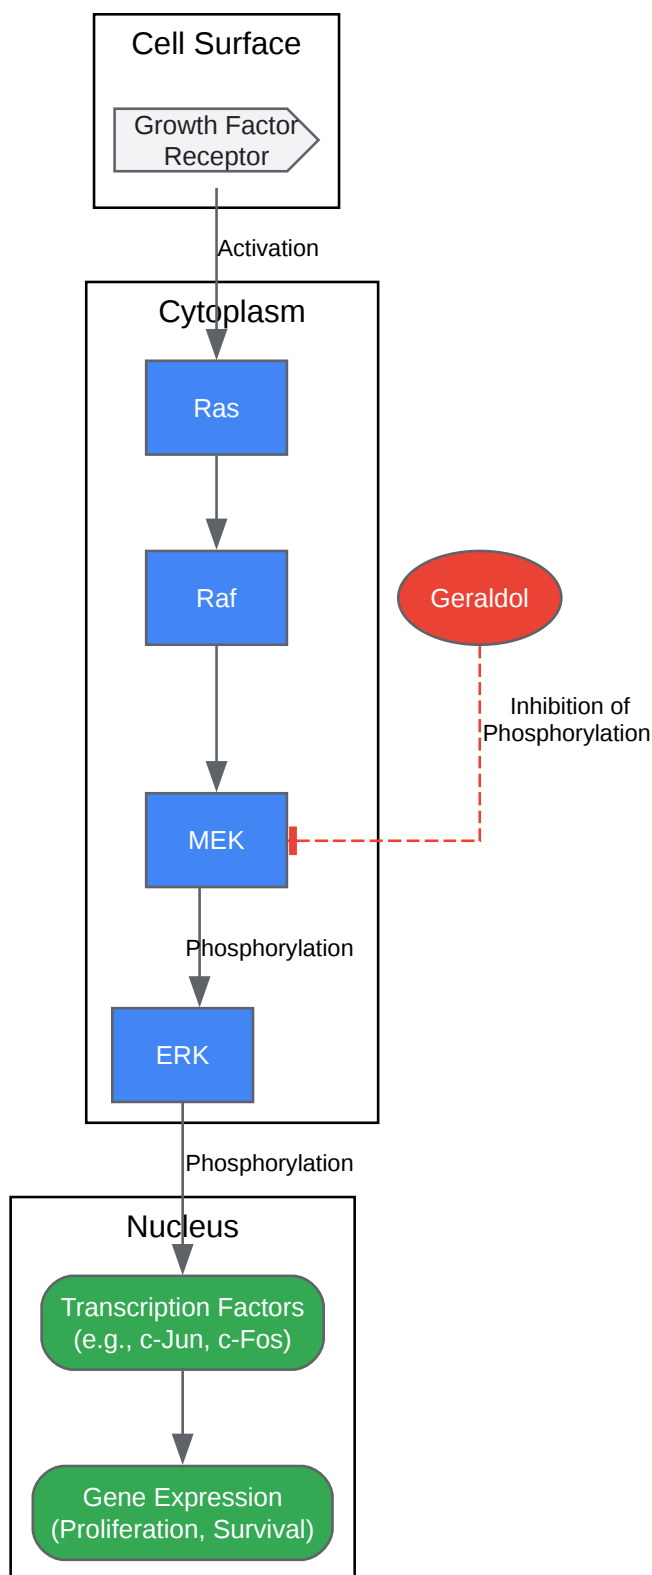 Cell Surface
Growth Factor
Receptor
Activation
Cytoplasm
Ras
Raf
Geraldol
Inhibition of
Phosphorylation
MEK
Phosphorylation
ERK
Phosphorylation
Nucleus
Transcription Factors
(e.g., c-Jun, c-Fos)
Gene Expression
(Proliferation, Survival)